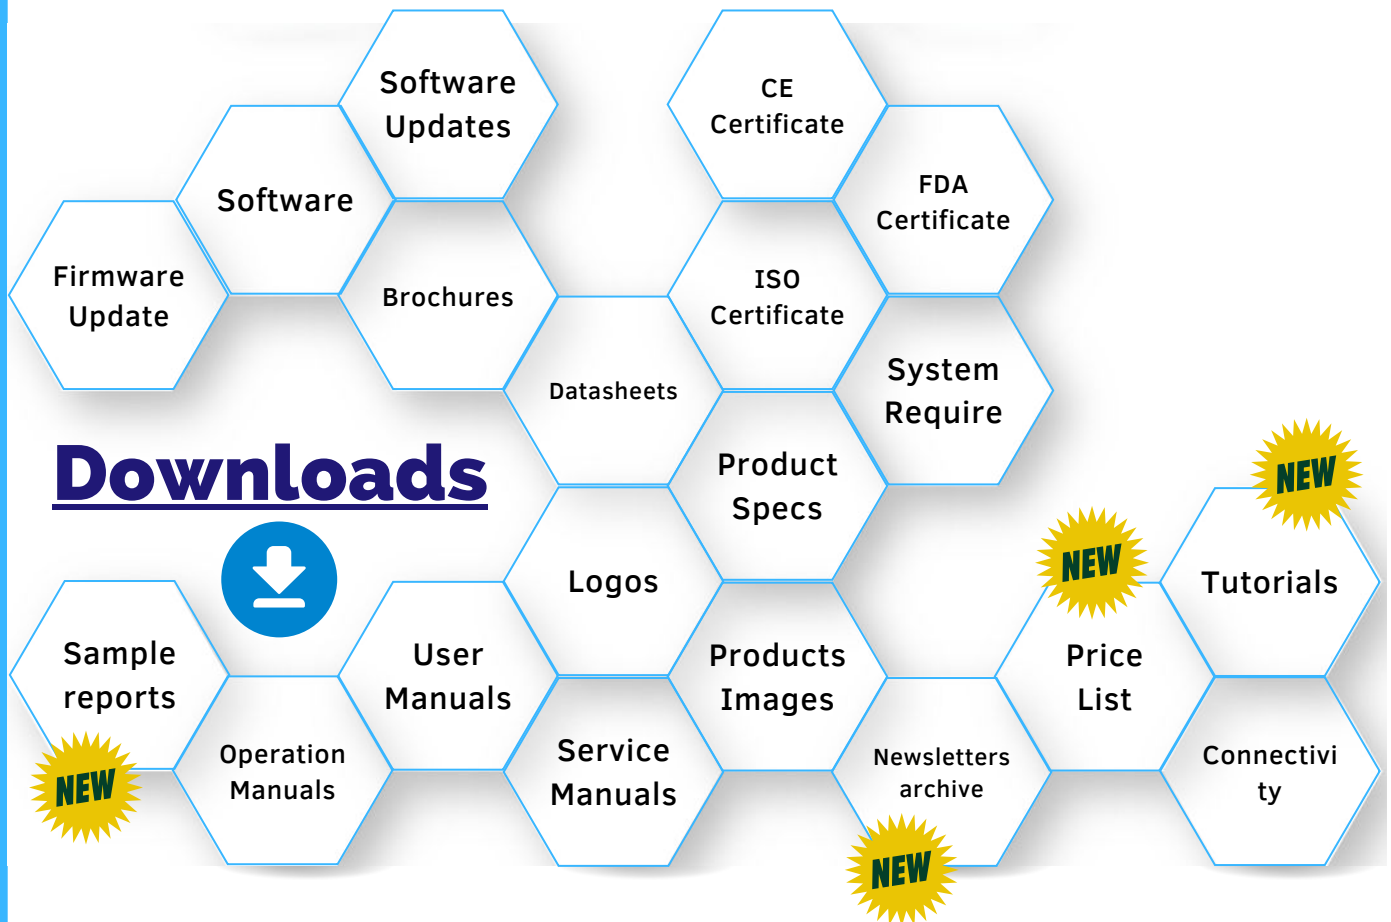 Software
Updates
CE
Certificate
Software
FDA
Certificate
Firmware
Update
Brochures
ISO
Certificate
Datasheets
System
Require
Downloads
Product
Specs
NEW
Logos
NEW
Tutorials
Sample
reports
NEW
User
Manuals
Products
Images
Price
List
Operation
Manuals
Service
Manuals
Newsletters
archive
NEW
Connectivi
ty